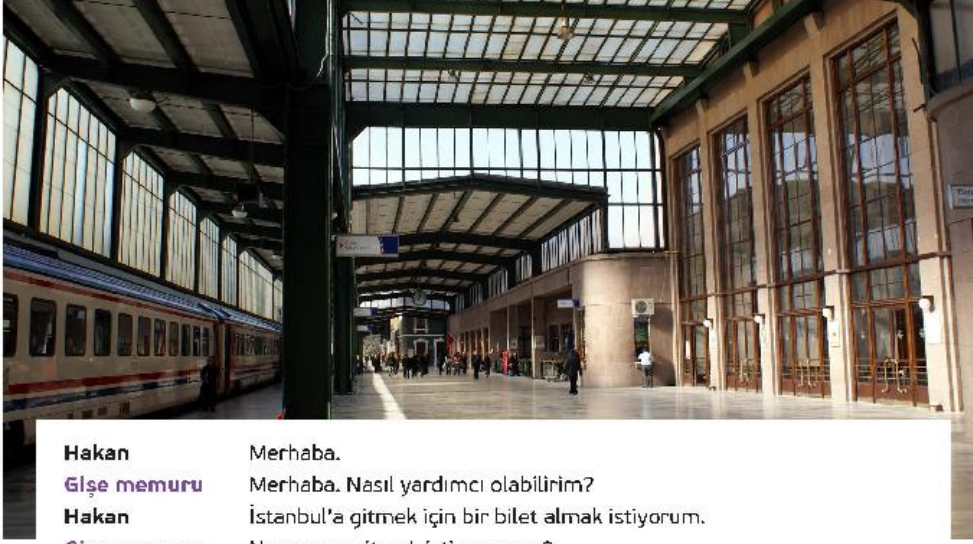 Hakan Merhaba.
Gişe memuru Merhaba. Nasıl yardımcı olabilirim?
Hakan İstanbul'a gitmek için bir bilet almak istiyorum.